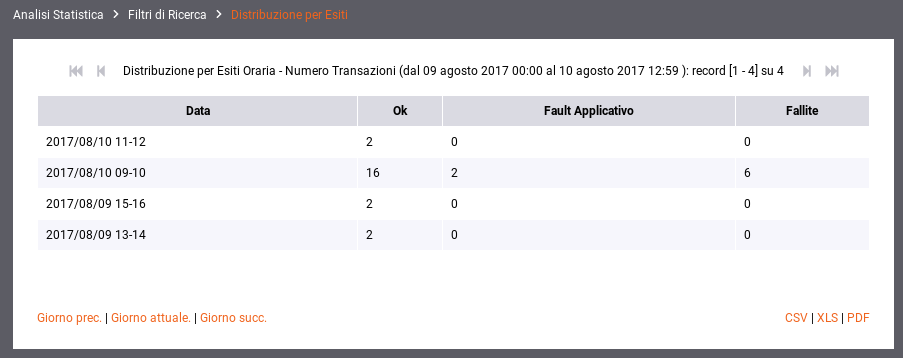 Analisi Statistica > Filtri di Ricerca > Distribuzione per Esiti
Distribuzione per Esiti Oraria - Numero Transazioni (dal 09 agosto 2017 00:00 al 10 agosto 2017 12:59 ): record [1 - 4] su 4
Data Ok Fault Applicativo Fallite
2017/08/10 11-12 2 0 0
2017/08/10 09-10 16 2 6
2017/08/09 15-16 2 0 0
2017/08/09 13-14 2 0 0
Giorno prec. | Giorno attuale. | Giorno succ. CSV | XLS | PDF